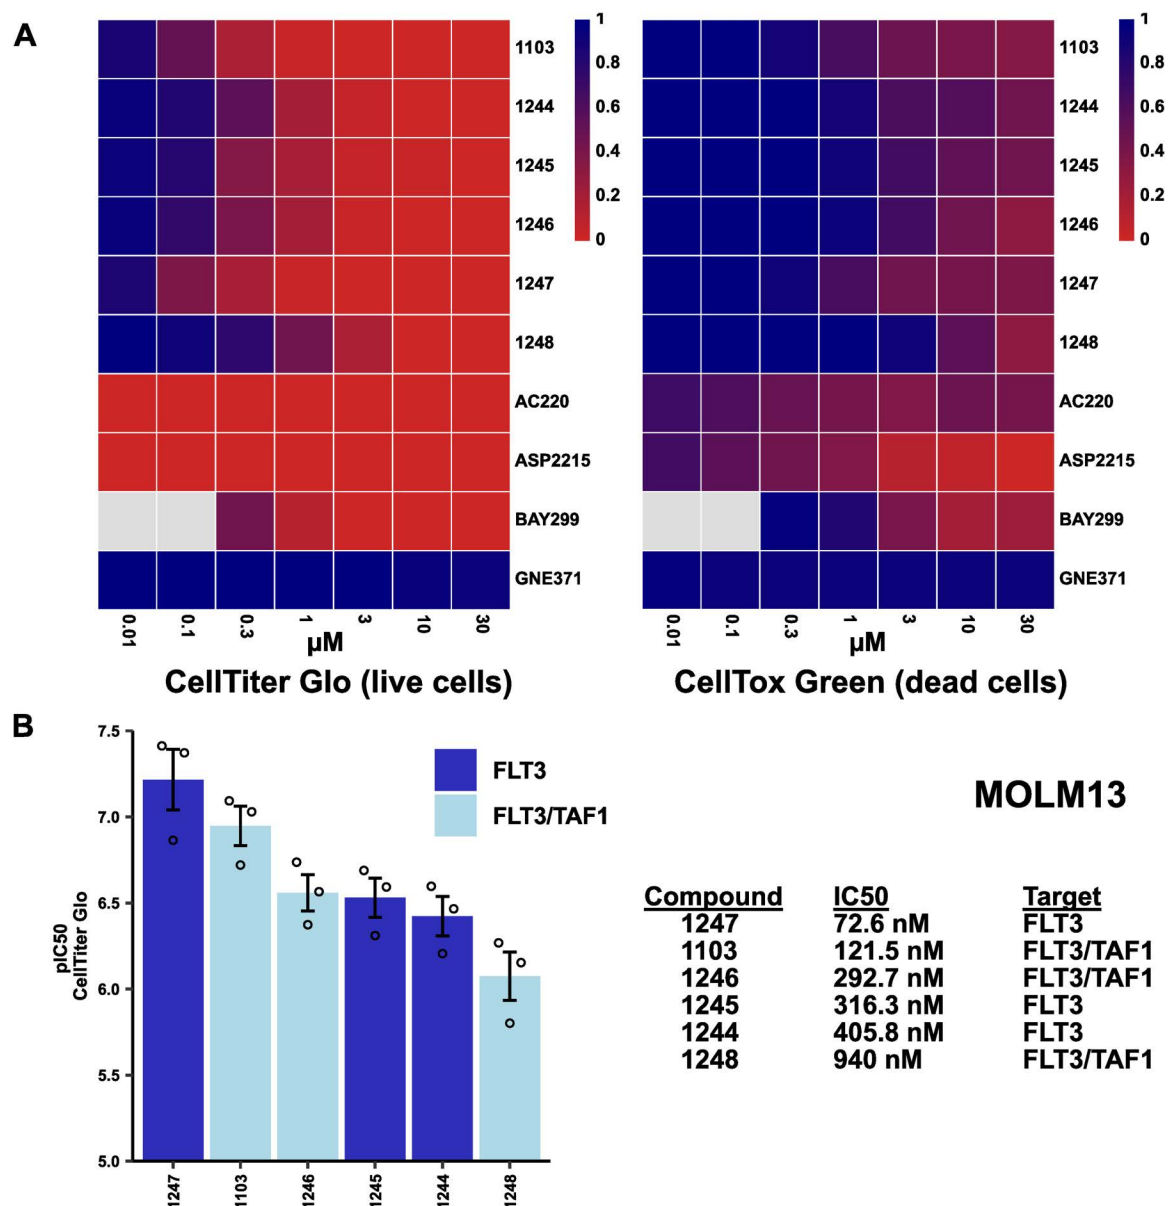 A
1
0.8
0.6
0.4
0.2
0
1103
1244
1245
1246
1247
1248
AC220
ASP2215
BAY299
GNE371
0.01
0.1
0.3
1
3
10
30
µM
CellTiter Glo (live cells)
1
0.8
0.6
0.4
0.2
0
1103
1244
1245
1246
1247
1248
AC220
ASP2215
BAY299
GNE371
0.01
0.1
0.3
1
3
10
30
µM
CellTox Green (dead cells)
B
pIC50
CellTiter Glo
7.5
7.0
6.5
6.0
5.5
5.0
1247
1103
1246
1245
1244
1248
FLT3
FLT3/TAF1
MOLM13
Compound IC50 Target
1247 72.6 nM FLT3
1103 121.5 nM FLT3/TAF1
1246 292.7 nM FLT3/TAF1
1245 316.3 nM FLT3
1244 405.8 nM FLT3
1248 940 nM FLT3/TAF1